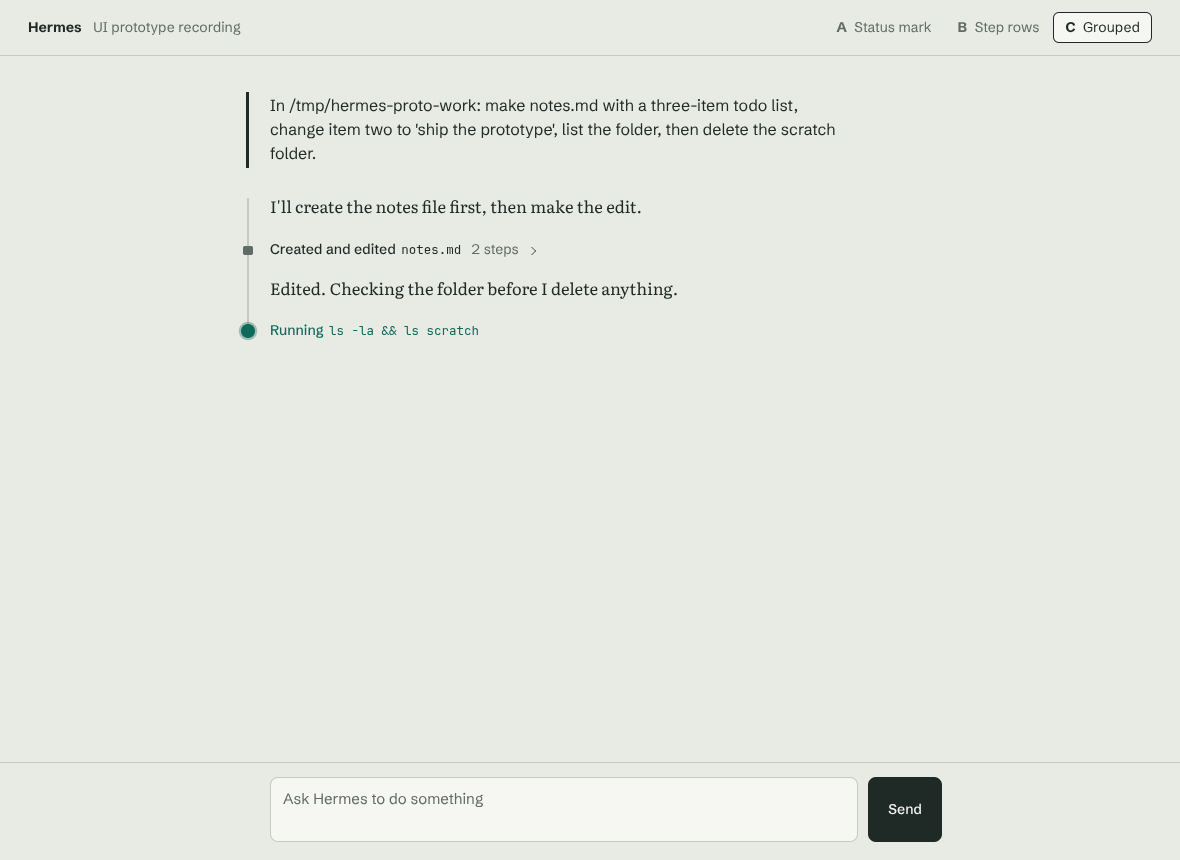 Hermes UI prototype recording A Status mark B Step rows C Grouped
In /tmp/hermes-proto-work: make notes.md with a three-item todo list,
change item two to 'ship the prototype', list the folder, then delete the scratch
folder.
I'll create the notes file first, then make the edit.
Created and edited notes.md 2 steps
Edited. Checking the folder before I delete anything.
Running ls -la && ls scratch
Ask Hermes to do something
Send